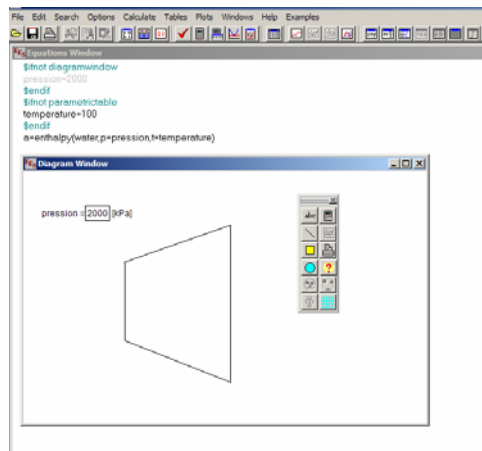 File Edit Search Options Calculate Tables Plots Windows Help Examples
Equations Window
$ifnot diagramwindow
pression=2000
$endif
$ifnot parametrictable
temperature=100
$endif
a=enthalpy(water,p=pression,t=temperature)
Diagram Window
pression = 2000 [kPa]
abc
?